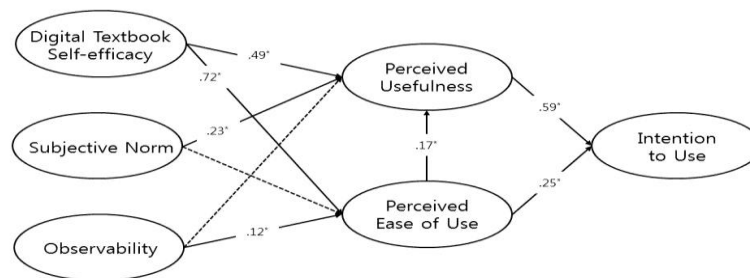 Digital Textbook
Self-efficacy
.49*
.72*
Perceived
Usefulness
.59*
Subjective Norm
.23*
.17*
Intention
to Use
.25*
Perceived
Ease of Use
Observability
.12*